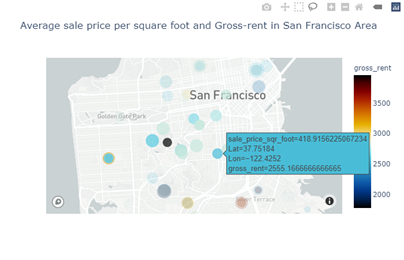 Average sale price per square foot and Gross-rent in San Francisco Area
gross_rent
San Francisco
Golden Gate Park
3500
3000
2500
2000
sale_price_sqr_foot=418.9156225067234
Lat=37.75184
Lon=−122.4252
gross_rent=2555.1666666666665
Terrace